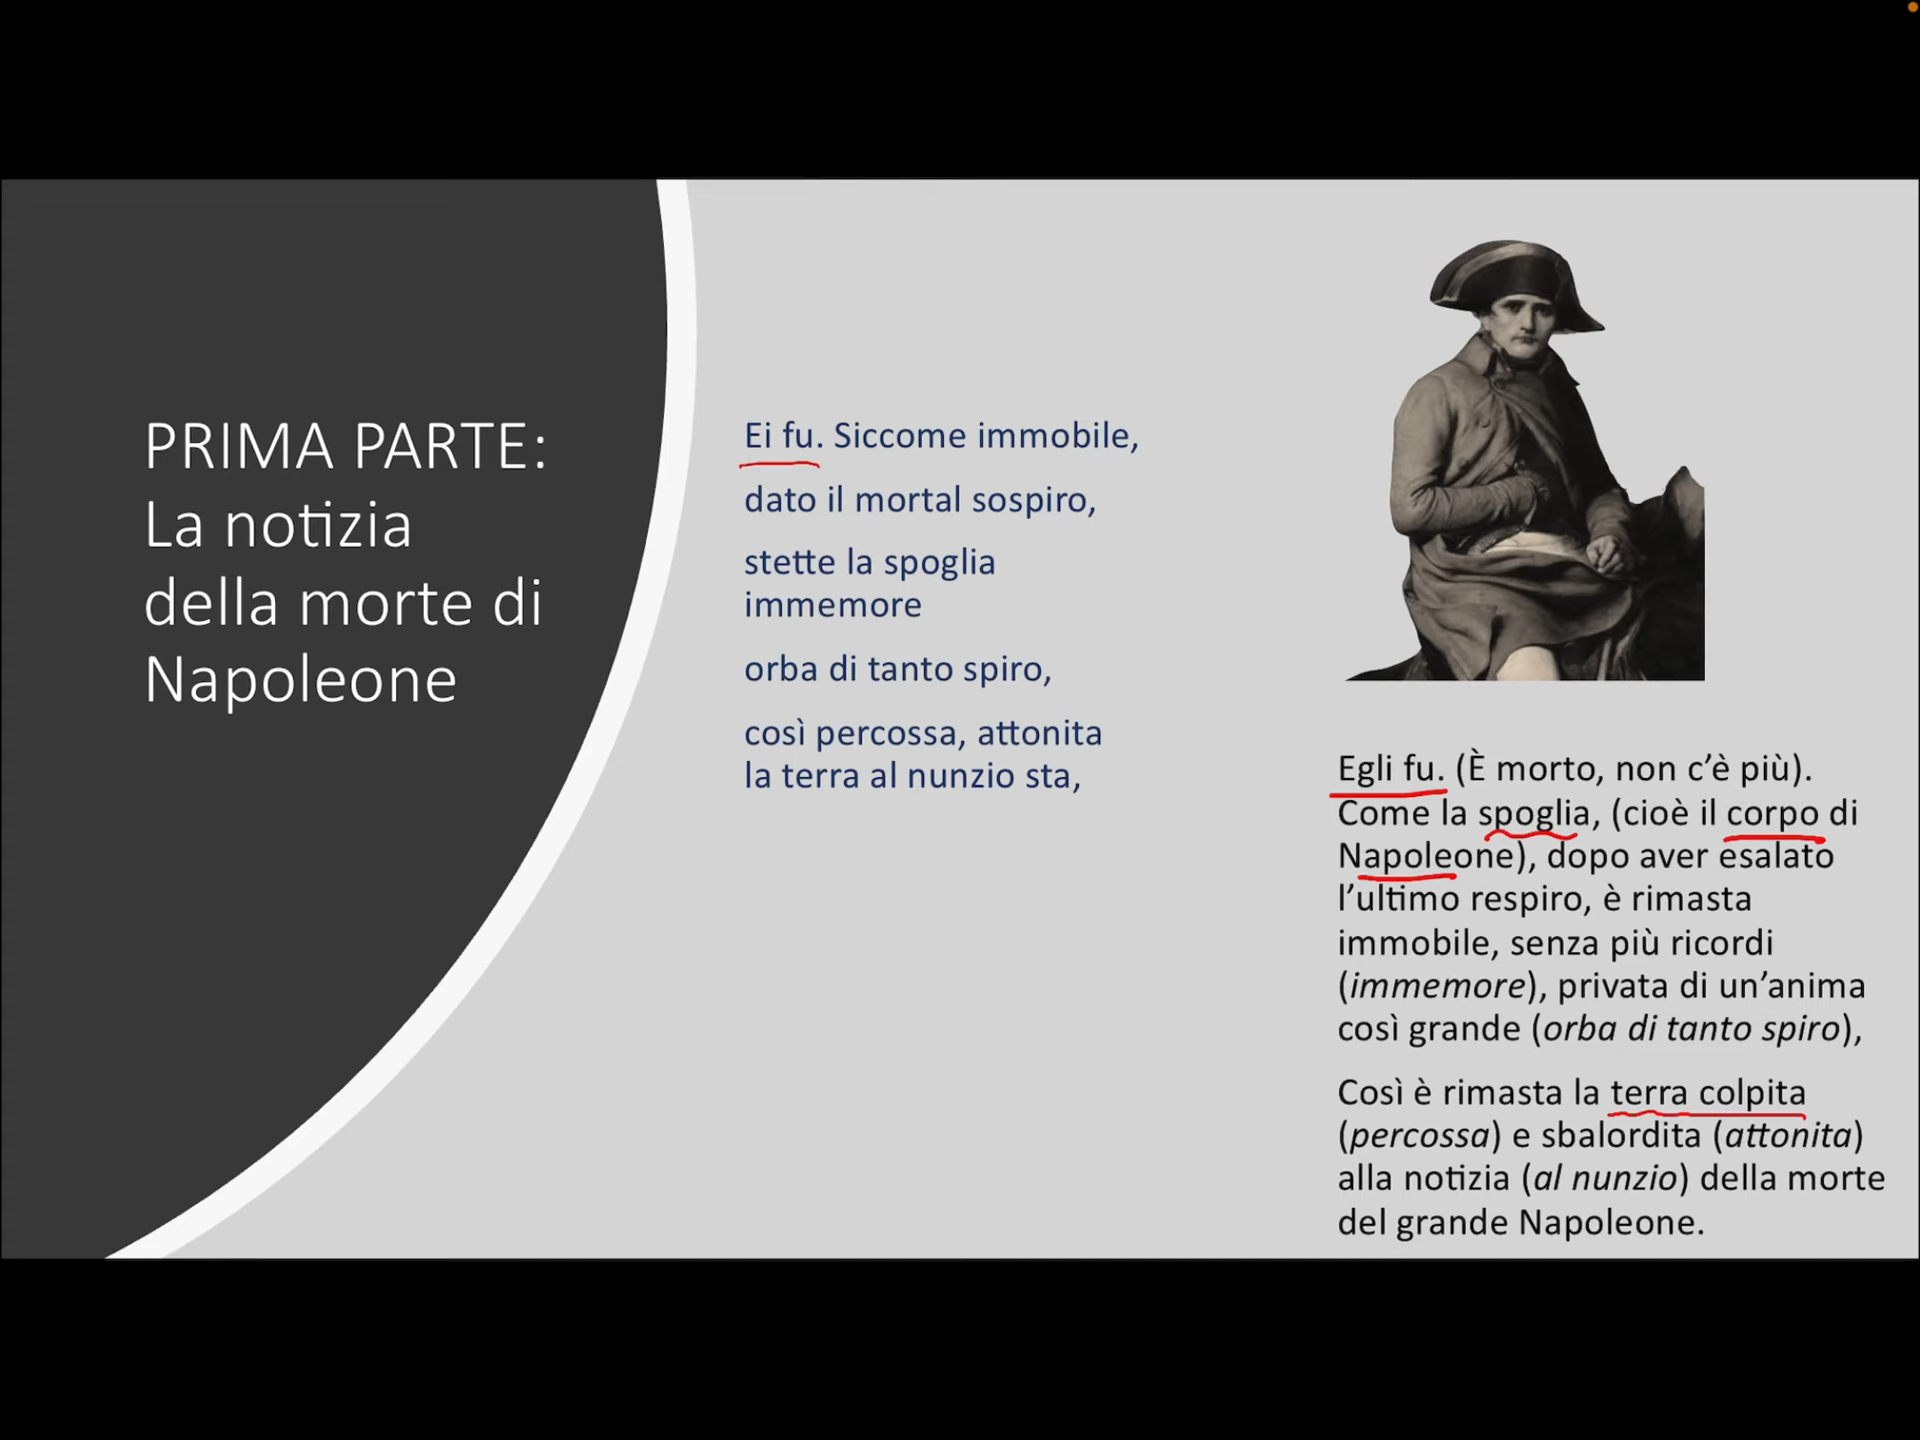 PRIMA PARTE:
La notizia
della morte di
Napoleone
Ei fu. Siccome immobile,
dato il mortal sospiro,
stette la spoglia
immemore
orba di tanto spiro,
così percossa, attonita
la terra al nunzio sta,
Egli fu. (È morto, non c’è più).
Come la spoglia, (cioè il corpo di
Napoleone), dopo aver esalato
l’ultimo respiro, è rimasta
immobile, senza più ricordi
(immemore), privata di un’anima
così grande (orba di tanto spiro),
Così è rimasta la terra colpita
(percossa) e sbalordita (attonita)
alla notizia (al nunzio) della morte
del grande Napoleone.